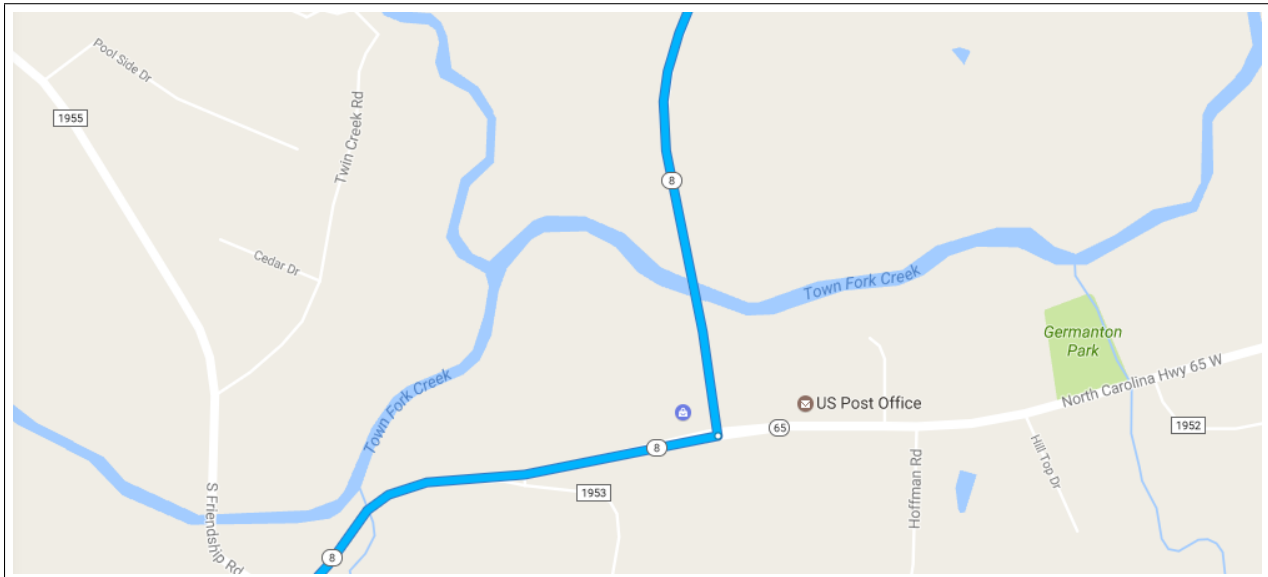 Pool Side Dr
1955
Twin Creek Rd
8
Cedar Dr
Town Fork Creek
Germanton
Park
North Carolina Hwy 65 W
Town Fork Creek
US Post Office
65
1952
8
Hill Top Dr
Hoffman Rd
1953
S Friendship Rd
8